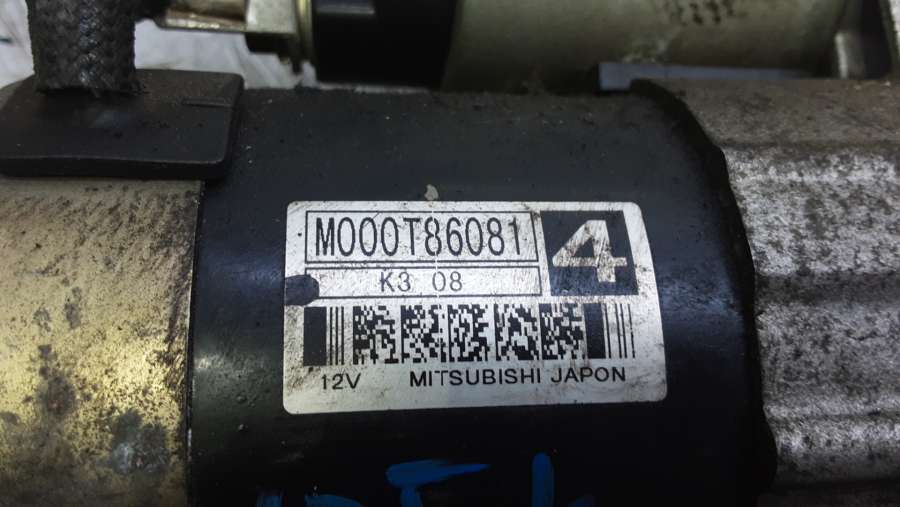 M000T86081
4
K3 08
12V MITSUBISHI JAPON